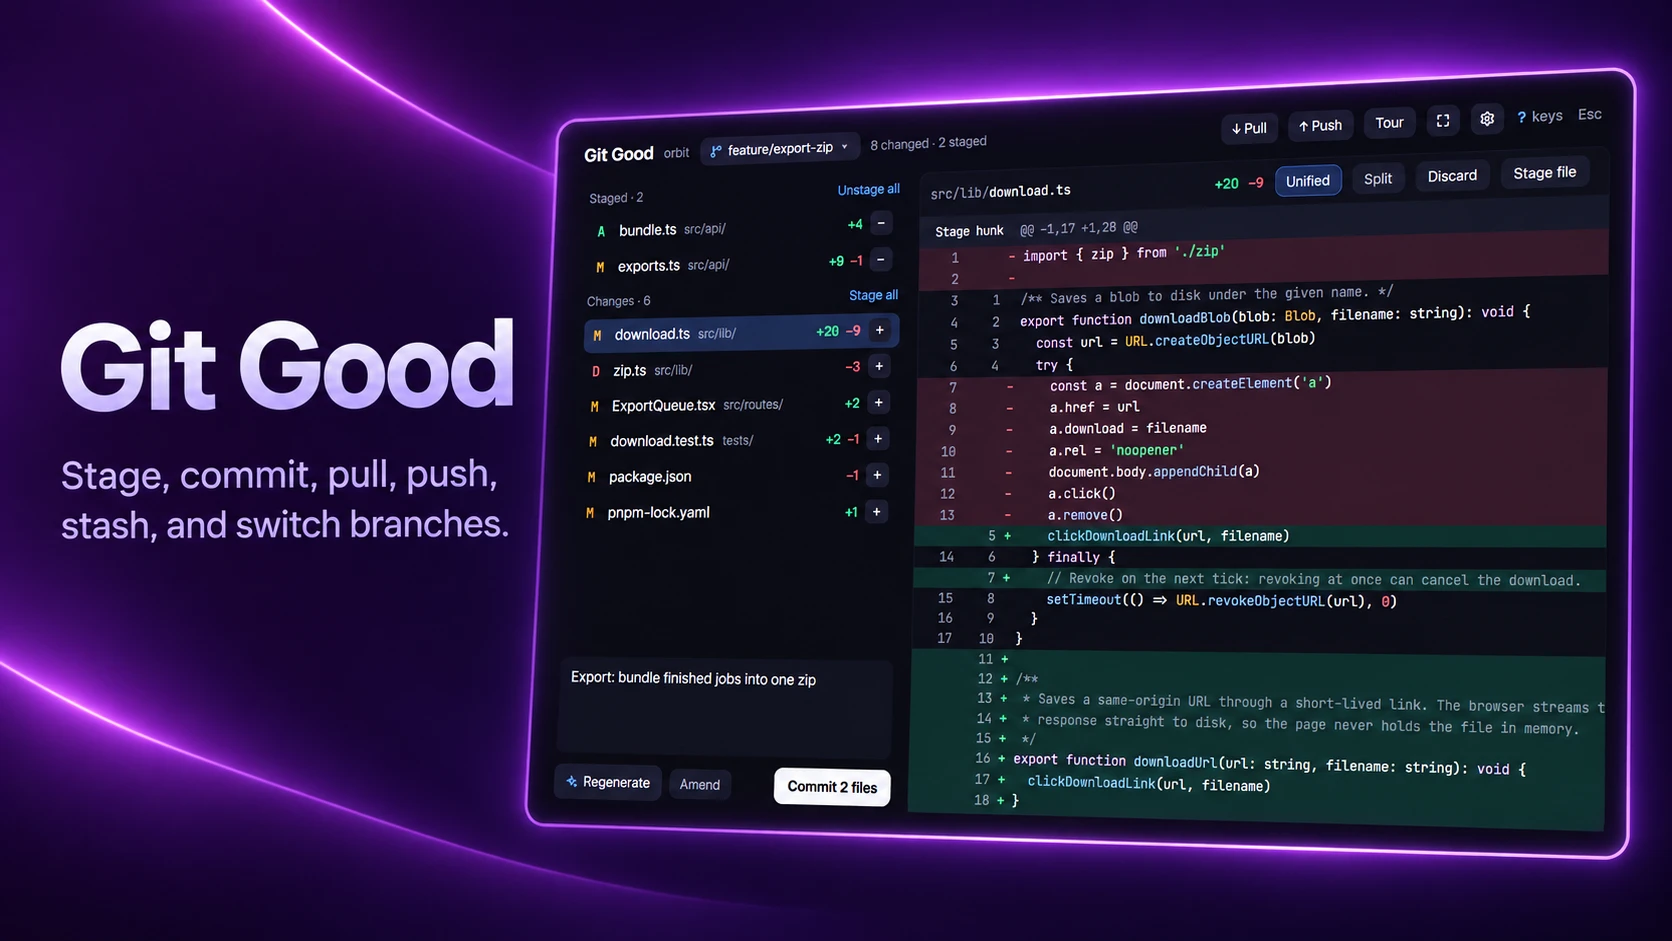 Git Good
Stage, commit, pull, push,
stash, and switch branches.
Git Good orbit feature/export-zip 8 changed · 2 staged ↓ Pull ↑ Push Tour ? keys Esc
Staged · 2 Unstage all
A bundle.ts src/api/ +4 −
M exports.ts src/api/ +9 −1 −
Changes · 6 Stage all
M download.ts src/lib/ +20 −9 +
D zip.ts src/lib/ −3 +
M ExportQueue.tsx src/routes/ +2 +
M download.test.ts tests/ +2 −1 +
M package.json −1 +
M pnpm-lock.yaml +1 +
Export: bundle finished jobs into one zip
Regenerate Amend Commit 2 files
src/lib/download.ts +20 −9 Unified Split Discard Stage file
Stage hunk @@ −1,17 +1,28 @@
1 - import { zip } from './zip'
2 -
3 1 /** Saves a blob to disk under the given name. */
4 2 export function downloadBlob(blob: Blob, filename: string): void {
5 3 const url = URL.createObjectURL(blob)
6 4 try {
7 - const a = document.createElement('a')
8 - a.href = url
9 - a.download = filename
10 - a.rel = 'noopener'
11 - document.body.appendChild(a)
12 - a.click()
13 - a.remove()
5 + clickDownloadLink(url, filename)
14 6 } finally {
7 + // Revoke on the next tick: revoking at once can cancel the download.
15 8 setTimeout(() => URL.revokeObjectURL(url), 0)
16 9 }
17 10 }
11 +
12 + /**
13 + * Saves a same-origin URL through a short-lived link. The browser streams t
14 + * response straight to disk, so the page never holds the file in memory.
15 + */
16 + export function downloadUrl(url: string, filename: string): void {
17 + clickDownloadLink(url, filename)
18 + }